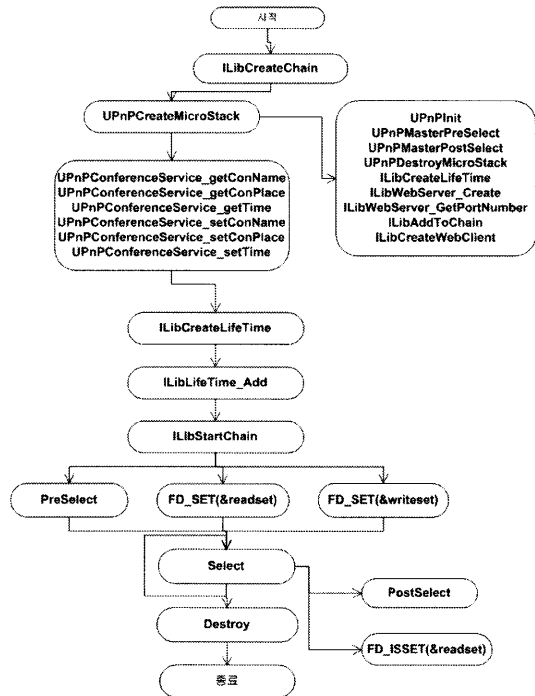 시작
ILibCreateChain
UPnPCreateMicroStack
UPnPInit
UPnPMasterPreSelect
UPnPMasterPostSelect
UPnPDestroyMicroStack
ILibCreateLifeTime
ILibWebServer_Create
ILibWebServer_GetPortNumber
ILibAddToChain
ILibCreateWebClient
UPnPConferenceService_getConName
UPnPConferenceService_getConPlace
UPnPConferenceService_getTime
UPnPConferenceService_setConName
UPnPConferenceService_setConPlace
UPnPConferenceService_setTime
ILibCreateLifeTime
ILibLifeTime_Add
ILibStartChain
PreSelect
FD_SET(&readset)
FD_SET(&writeset)
Select
PostSelect
Destroy
FD_ISSET(&readset)
종료